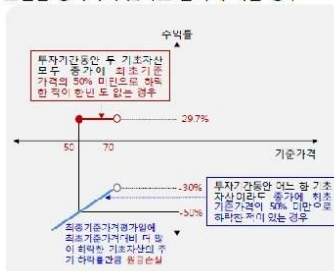 수익률
투자기간동안 두 기초자산
모두 종가에 최초기준
가격의 50% 미만으로 하락
한 적이 한번도 없는 경우
29.7%
50 70
기준가격
-30%
-50%
투자기간동안 어느 한 기초
자산이라도 종가에 최초
기준가격의 50% 미만으로
하락한 적이 있는 경우
최종기준가격평가일에
최초기준가격대비 더 많
이 하락한 기초자산의 주
가 하락률만큼 원금손실